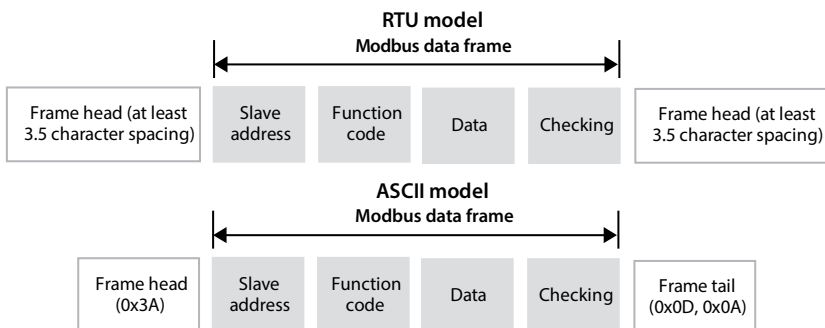 RTU model
Modbus data frame
Frame head (at least
3.5 character spacing)
Slave
address
Function
code
Data
Checking
Frame head (at least
3.5 character spacing)
ASCII model
Modbus data frame
Frame head
(0x3A)
Slave
address
Function
code
Data
Checking
Frame tail
(0x0D, 0x0A)